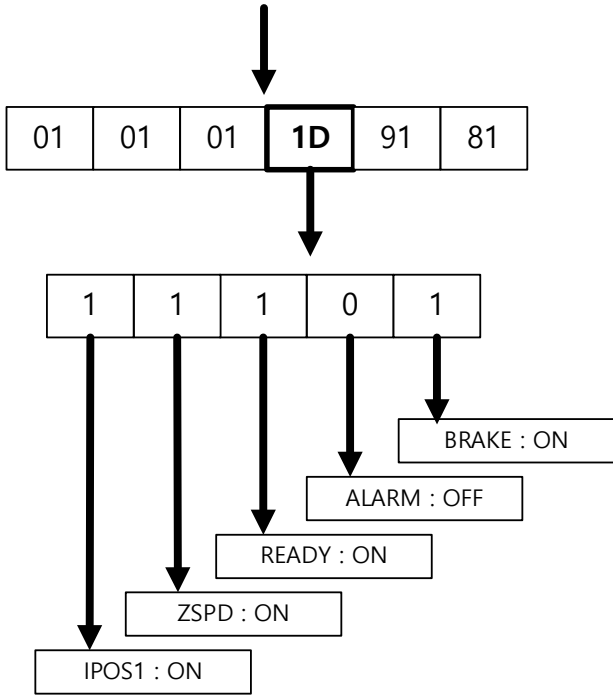 01 01 01 1D 91 81
1 1 1 0 1
BRAKE : ON
ALARM : OFF
READY : ON
ZSPD : ON
IPOS1 : ON